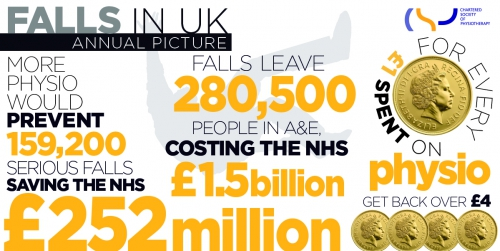 FALLS IN UK
ANNUAL PICTURE
MORE
PHYSIO
WOULD
PREVENT
159,200
SERIOUS FALLS
SAVING THE NHS
£252 million
FALLS LEAVE
280,500
PEOPLE IN A&E,
COSTING THE NHS
£1.5billion
CHARTERED
SOCIETY
OF
PHYSIOTHERAPY
FOR EVERY
£1
SPENT
ON
physio
GET BACK OVER £4